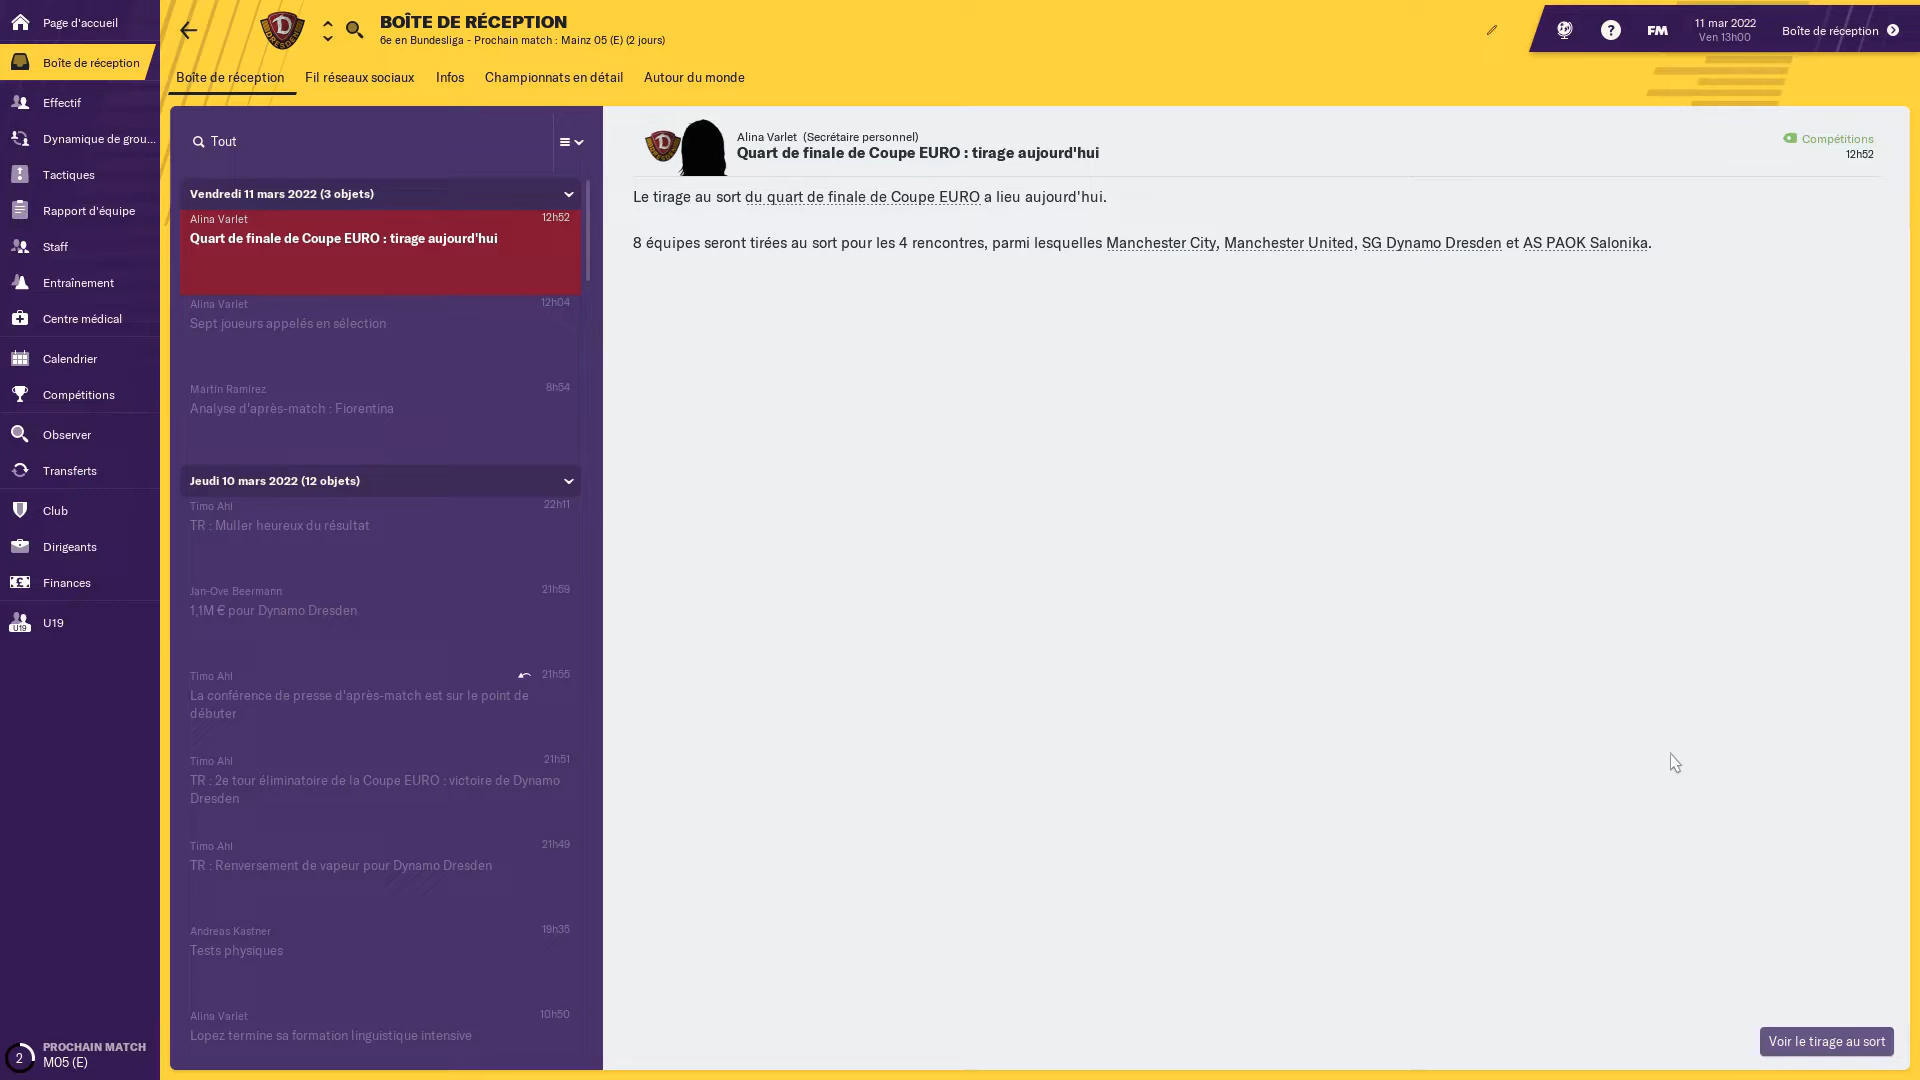 Page d'accueil
Boîte de réception
Effectif
Dynamique de grou...
Tactiques
Rapport d'équipe
Staff
Entraînement
Centre médical
Calendrier
Compétitions
Observer
Transferts
Club
Dirigeants
Finances
U19
U19
2
PROCHAIN MATCH
M05 (E)
BOÎTE DE RÉCEPTION
6e en Bundesliga - Prochain match : Mainz 05 (E) (2 jours)
?
FM
11 mar 2022
Ven 13h00
Boîte de réception
Boîte de réception
Fil réseaux sociaux
Infos
Championnats en détail
Autour du monde
Tout
Vendredi 11 mars 2022 (3 objets)
Alina Varlet 12h52
Quart de finale de Coupe EURO : tirage aujourd'hui
Alina Varlet 12h04
Sept joueurs appelés en sélection
Martín Ramírez 8h54
Analyse d'après-match : Fiorentina
Jeudi 10 mars 2022 (12 objets)
Timo Ahl 22h11
TR : Muller heureux du résultat
Jan-Ove Beermann 21h59
1,1M € pour Dynamo Dresden
Timo Ahl 21h55
La conférence de presse d'après-match est sur le point de
débuter
Timo Ahl 21h51
TR : 2e tour éliminatoire de la Coupe EURO : victoire de Dynamo
Dresden
Timo Ahl 21h49
TR : Renversement de vapeur pour Dynamo Dresden
Andreas Kastner 19h35
Tests physiques
Alina Varlet 10h50
Lopez termine sa formation linguistique intensive
Alina Varlet (Secrétaire personnel)
Quart de finale de Coupe EURO : tirage aujourd'hui
Compétitions
12h52
Le tirage au sort du quart de finale de Coupe EURO a lieu aujourd'hui.
8 équipes seront tirées au sort pour les 4 rencontres, parmi lesquelles Manchester City, Manchester United, SG Dynamo Dresden et AS PAOK Salonika.
Voir le tirage au sort